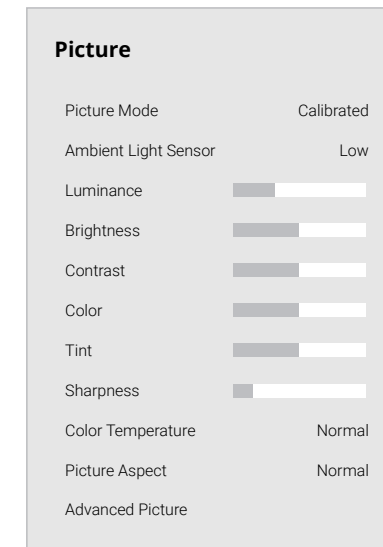 Picture
Picture Mode Calibrated
Ambient Light Sensor Low
Luminance
Brightness
Contrast
Color
Tint
Sharpness
Color Temperature Normal
Picture Aspect Normal
Advanced Picture